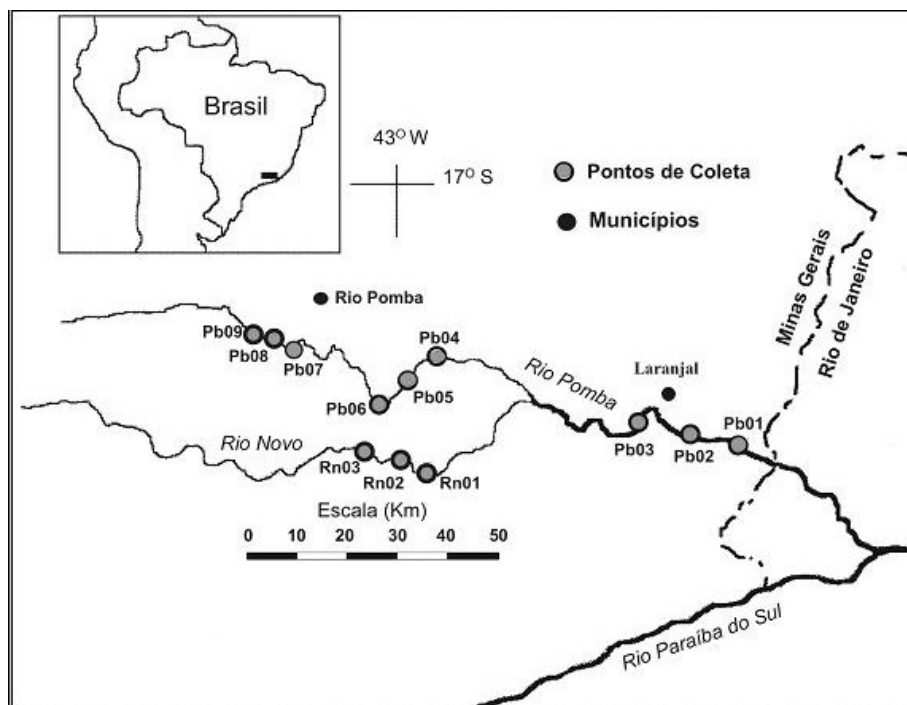 Brasil
43° W
17° S
Pontos de Coleta
Municípios
Minas Gerais
Rio de Janeiro
Rio Pomba
Pb09
Pb08
Pb07
Pb04
Pb05
Pb06
Rio Pomba
Laranjal
Pb03
Pb02
Pb01
Rio Novo
Rn03
Rn02
Rn01
Escala (Km)
0 10 20 30 40 50
Rio Paraíba do Sul